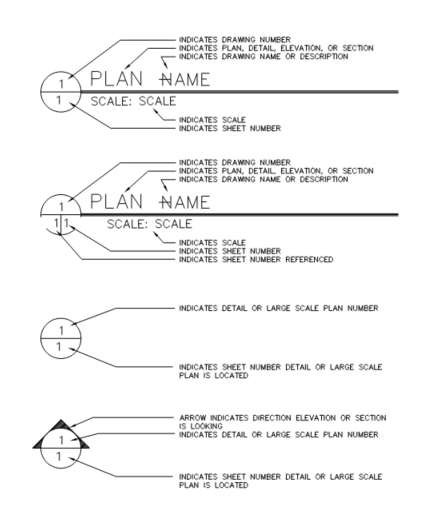 INDICATES DRAWING NUMBER
INDICATES PLAN, DETAIL, ELEVATION, OR SECTION
INDICATES DRAWING NAME OR DESCRIPTION
1
PLAN NAME
1
SCALE: SCALE
INDICATES SCALE
INDICATES SHEET NUMBER
INDICATES DRAWING NUMBER
INDICATES PLAN, DETAIL, ELEVATION, OR SECTION
INDICATES DRAWING NAME OR DESCRIPTION
1
PLAN NAME
1 1
SCALE: SCALE
INDICATES SCALE
INDICATES SHEET NUMBER
INDICATES SHEET NUMBER REFERENCED
INDICATES DETAIL OR LARGE SCALE PLAN NUMBER
1
1
INDICATES SHEET NUMBER DETAIL OR LARGE SCALE
PLAN IS LOCATED
ARROW INDICATES DIRECTION ELEVATION OR SECTION
IS LOOKING
INDICATES DETAIL OR LARGE SCALE PLAN NUMBER
1
1
INDICATES SHEET NUMBER DETAIL OR LARGE SCALE
PLAN IS LOCATED